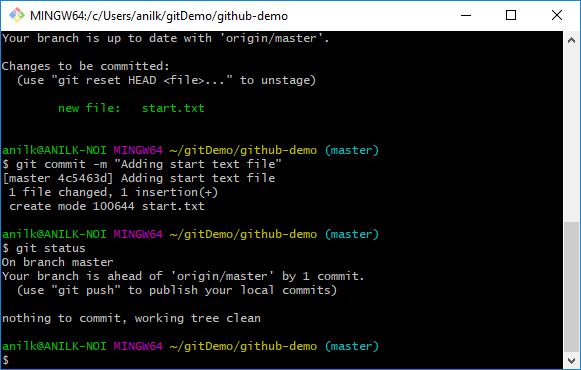 MINGW64:/c/Users/anilk/gitDemo/github-demo
Your branch is up to date with 'origin/master'.
Changes to be committed:
(use "git reset HEAD <file>..." to unstage)
new file: start.txt
anilk@ANILK-NOI MINGW64 ~/gitDemo/github-demo (master)
$ git commit -m "Adding start text file"
[master 4c5463d] Adding start text file
1 file changed, 1 insertion(+)
create mode 100644 start.txt
anilk@ANILK-NOI MINGW64 ~/gitDemo/github-demo (master)
$ git status
On branch master
Your branch is ahead of 'origin/master' by 1 commit.
(use "git push" to publish your local commits)
nothing to commit, working tree clean
anilk@ANILK-NOI MINGW64 ~/gitDemo/github-demo (master)
$